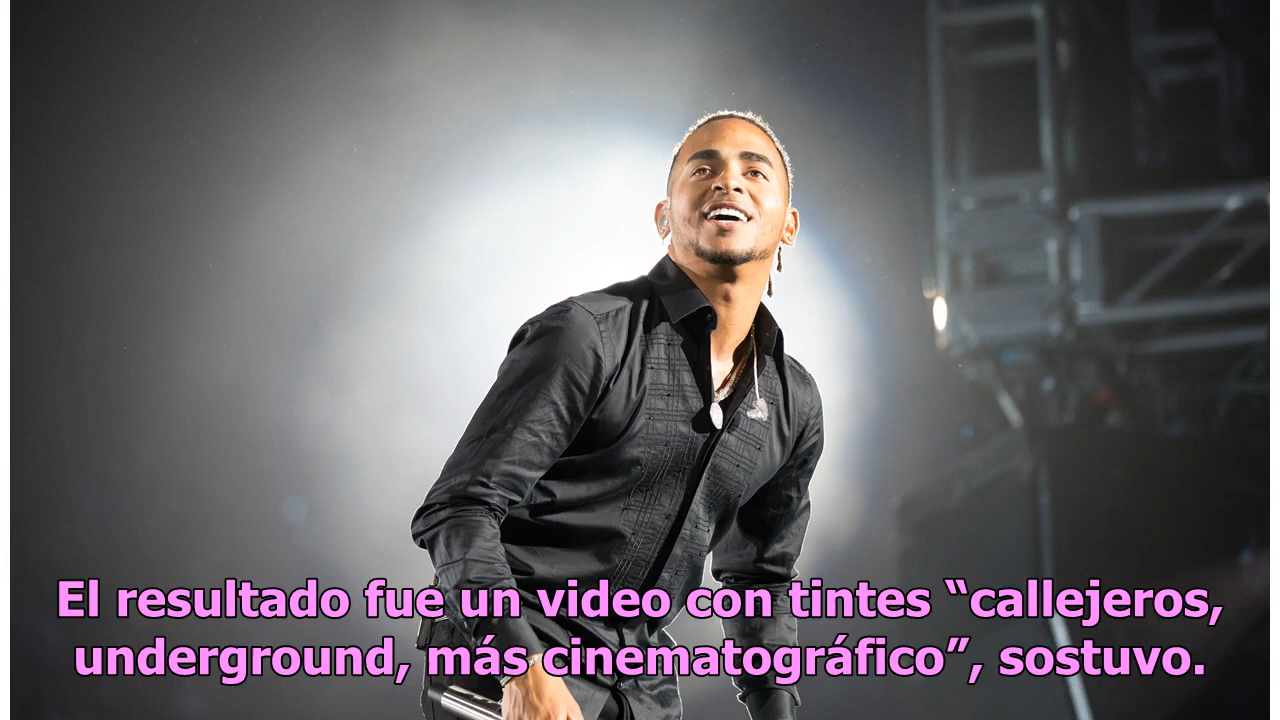 El resultado fue un video con tintes “callejeros,
underground, más cinematográfico”, sostuvo.